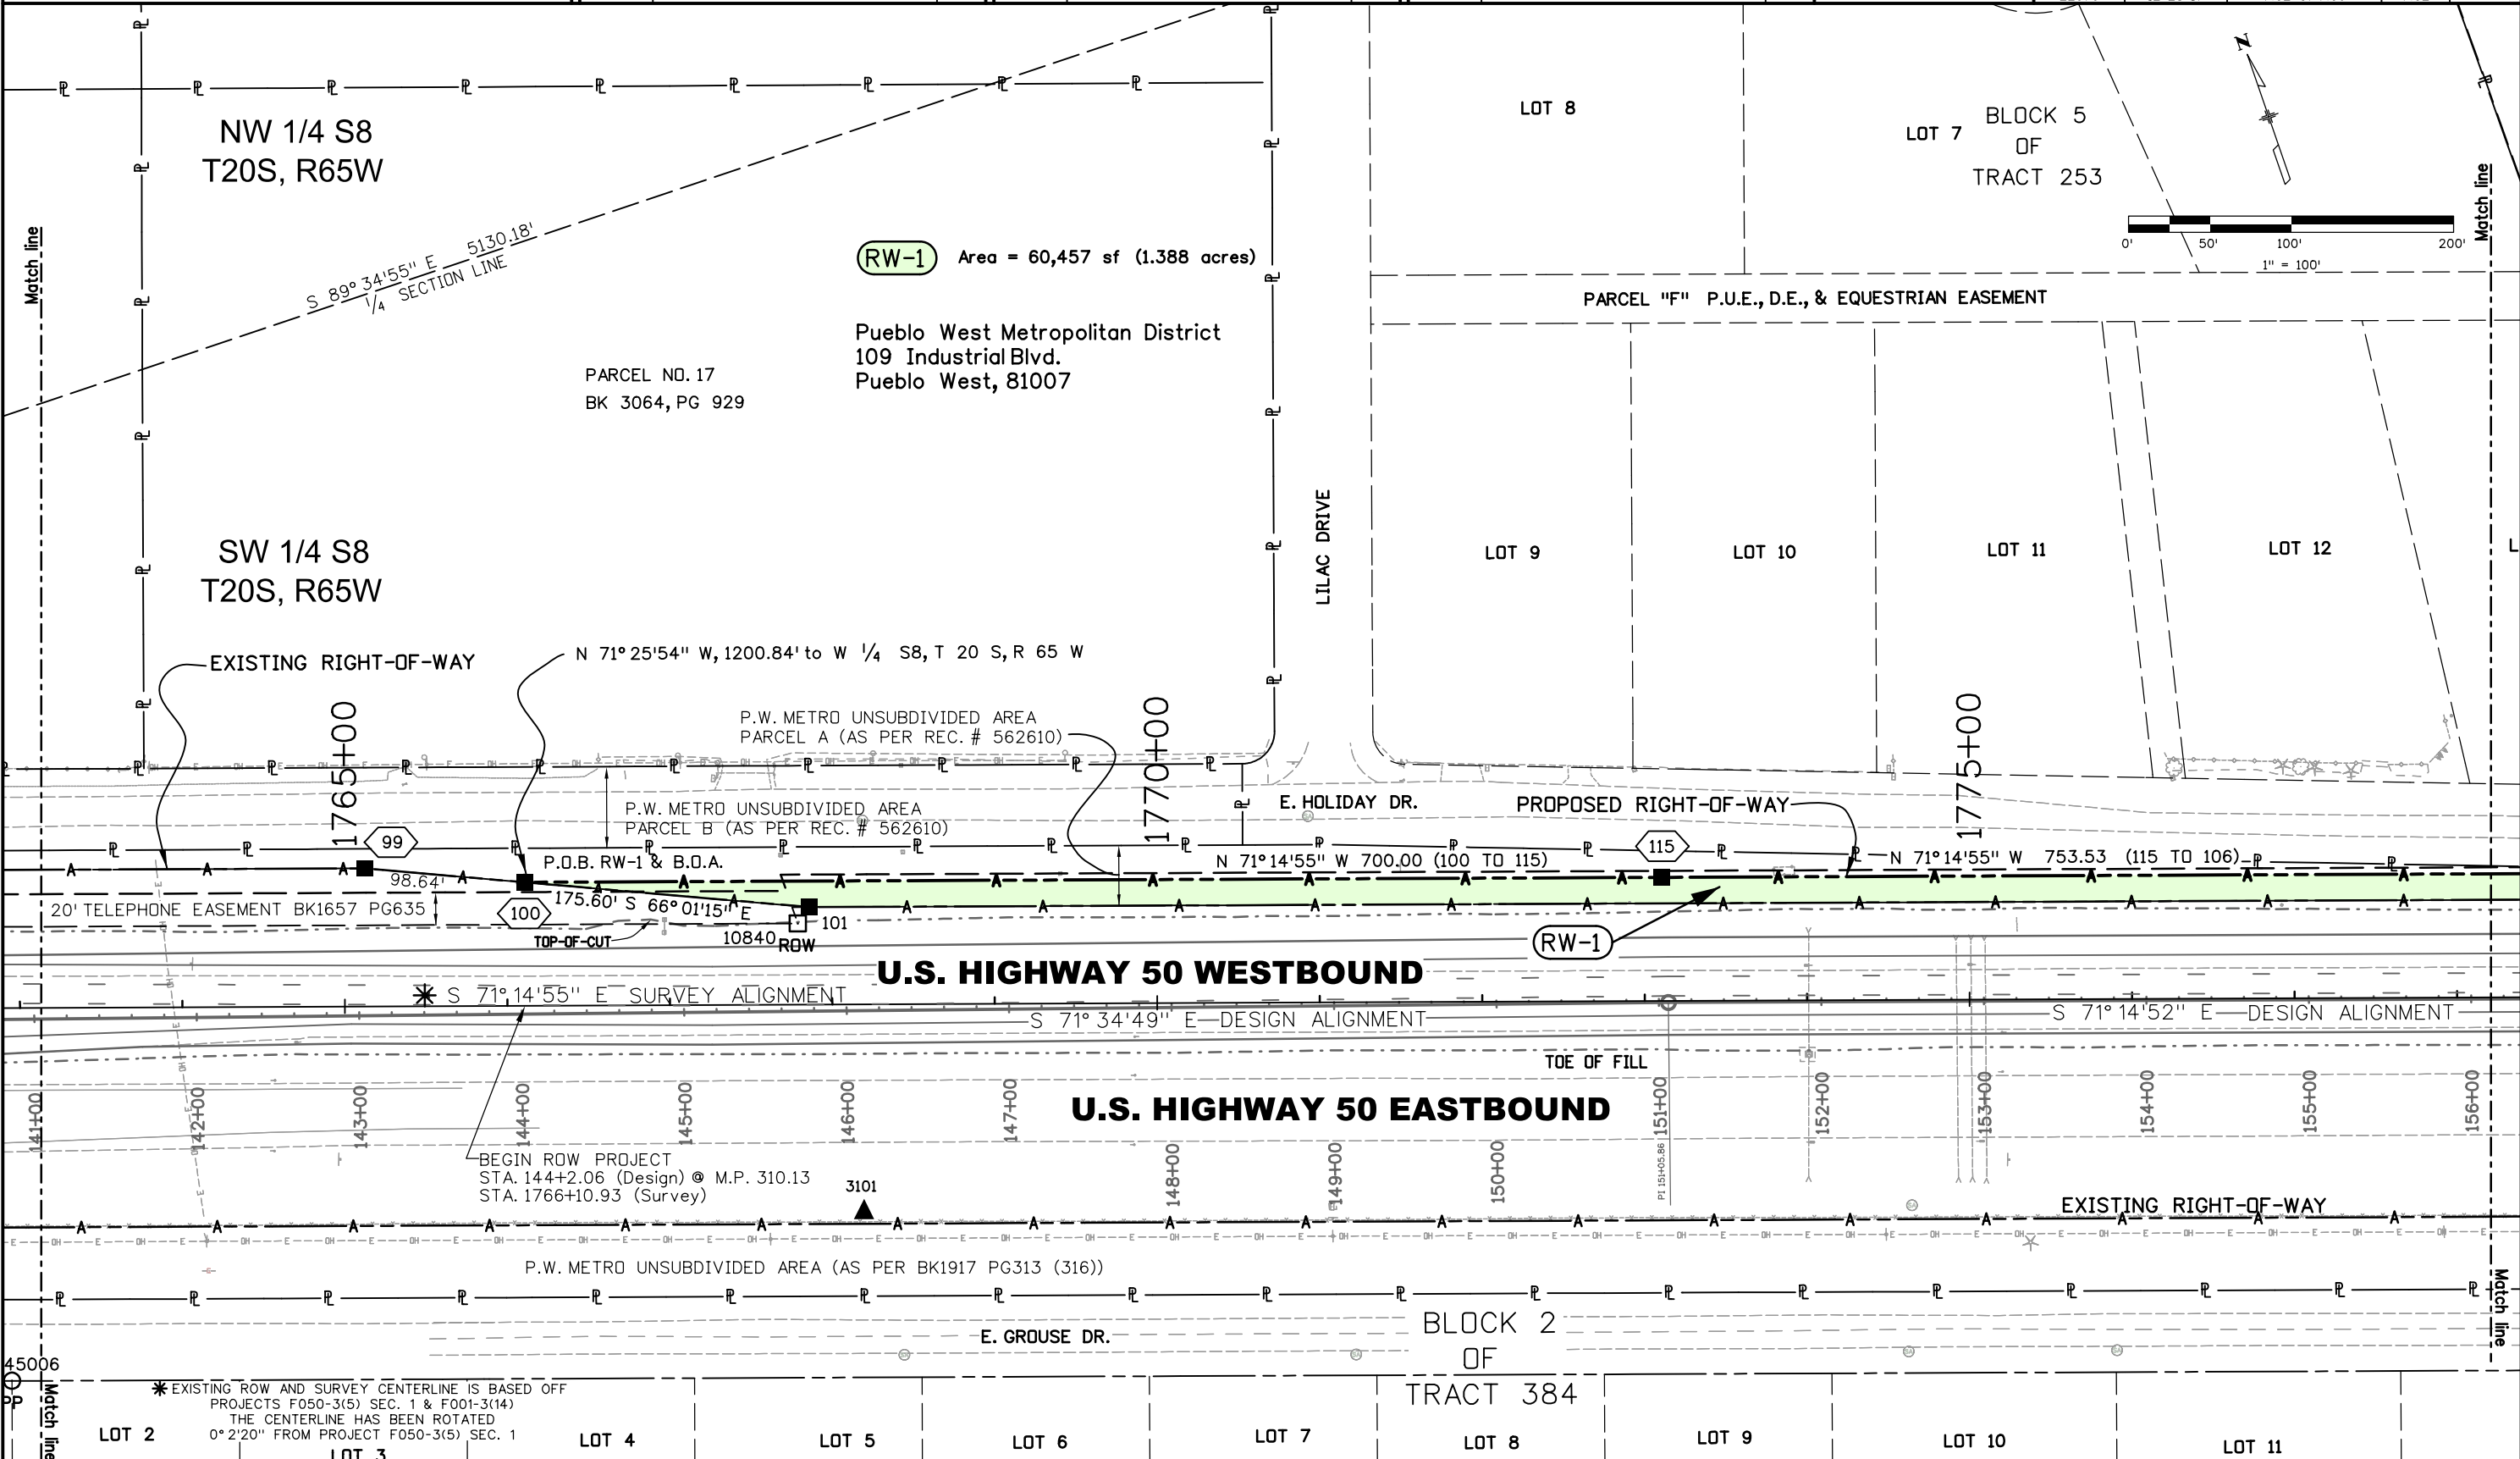 NW 1/4 S8
T20S, R65W
LOT 8
LOT 7
BLOCK 5
OF
TRACT 253
N
Match line
Match line
0'
50'
100'
200'
1" = 100'
S 89° 34'55" E 5130.18'
1/4 SECTION LINE
RW-1
Area = 60,457 sf (1.388 acres)
PARCEL "F" P.U.E., D.E., & EQUESTRIAN EASEMENT
Pueblo West Metropolitan District
109 Industrial Blvd.
Pueblo West, 81007
PARCEL NO. 17
BK 3064, PG 929
SW 1/4 S8
T20S, R65W
LILAC DRIVE
LOT 9
LOT 10
LOT 11
LOT 12
L
EXISTING RIGHT-OF-WAY
N 71° 25'54" W, 1200.84' to W 1/4 S8, T 20 S, R 65 W
1765+00
1770+00
1775+00
P.W. METRO UNSUBDIVIDED AREA
PARCEL A (AS PER REC. # 562610)
P.W. METRO UNSUBDIVIDED AREA
PARCEL B (AS PER REC. # 562610)
E. HOLIDAY DR.
PROPOSED RIGHT-OF-WAY
99
P.O.B. RW-1 & B.O.A.
N 71° 14'55" W 700.00 (100 TO 115)
115
N 71° 14'55" W 753.53 (115 TO 106)
98.64'
20' TELEPHONE EASEMENT BK1657 PG635
100
175.60' S 66° 01'15" E
101
TOP-OF-CUT
10840
ROW
RW-1
U.S. HIGHWAY 50 WESTBOUND
S 71° 14'55" E SURVEY ALIGNMENT
S 71° 34'49" E DESIGN ALIGNMENT
S 71° 14'52" E DESIGN ALIGNMENT
TOE OF FILL
U.S. HIGHWAY 50 EASTBOUND
141+00
142+00
143+00
144+00
145+00
146+00
147+00
148+00
149+00
150+00
151+00
152+00
153+00
154+00
155+00
156+00
PI 151+05.86
BEGIN ROW PROJECT
STA. 144+2.06 (Design) @ M.P. 310.13
STA. 1766+10.93 (Survey)
3101
EXISTING RIGHT-OF-WAY
P.W. METRO UNSUBDIVIDED AREA (AS PER BK1917 PG313 (316))
E. GROUSE DR.
BLOCK 2
OF
TRACT 384
45006
PP
Match line
Match line
EXISTING ROW AND SURVEY CENTERLINE IS BASED OFF
PROJECTS F050-3(5) SEC. 1 & F001-3(14)
THE CENTERLINE HAS BEEN ROTATED
0° 2'20" FROM PROJECT F050-3(5) SEC. 1
LOT 2
LOT 3
LOT 4
LOT 5
LOT 6
LOT 7
LOT 8
LOT 9
LOT 10
LOT 11